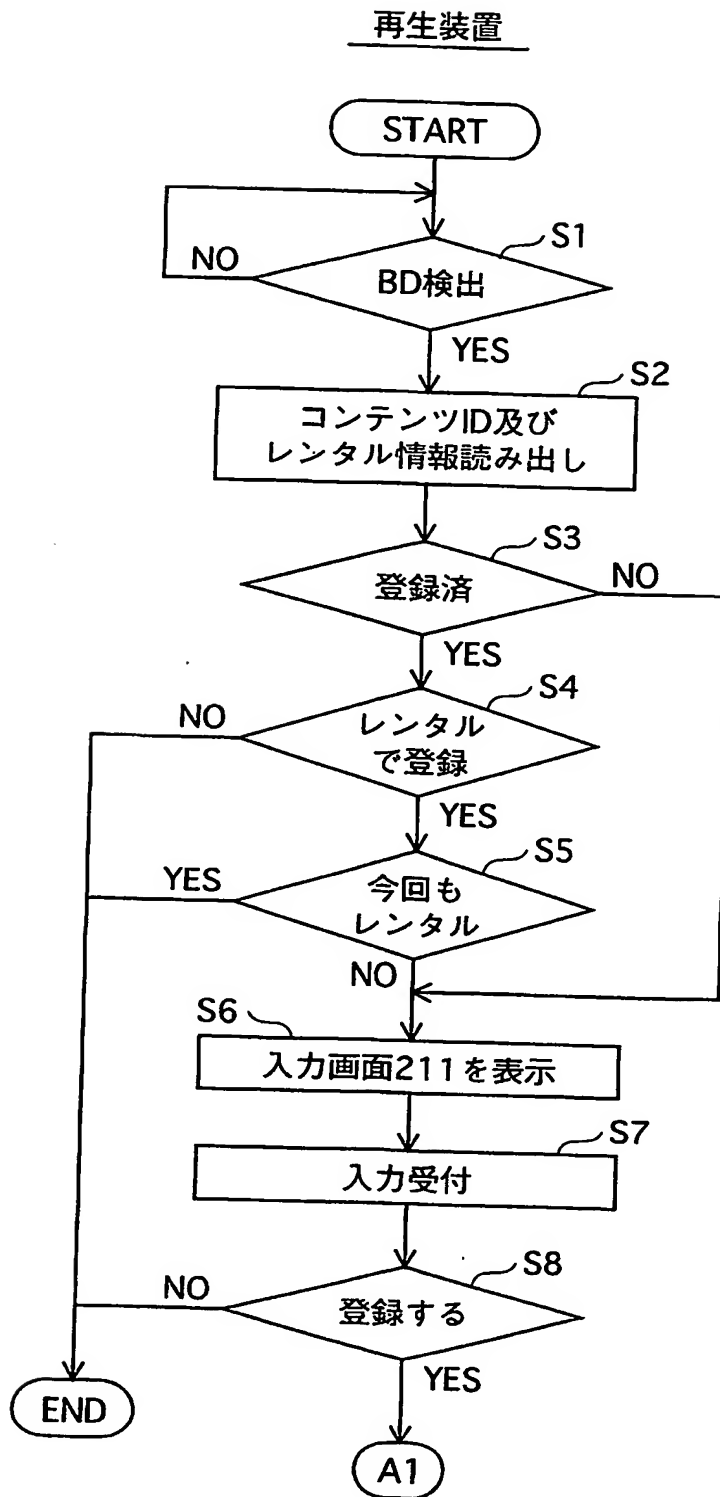 再生装置
START
S1
NO
BD検出
YES
S2
コンテンツID及び
レンタル情報読み出し
S3
NO
登録済
YES
S4
NO
レンタル
で登録
YES
S5
YES
今回も
レンタル
NO
S6
入力画面211を表示
S7
入力受付
S8
NO
登録する
YES
END
A1